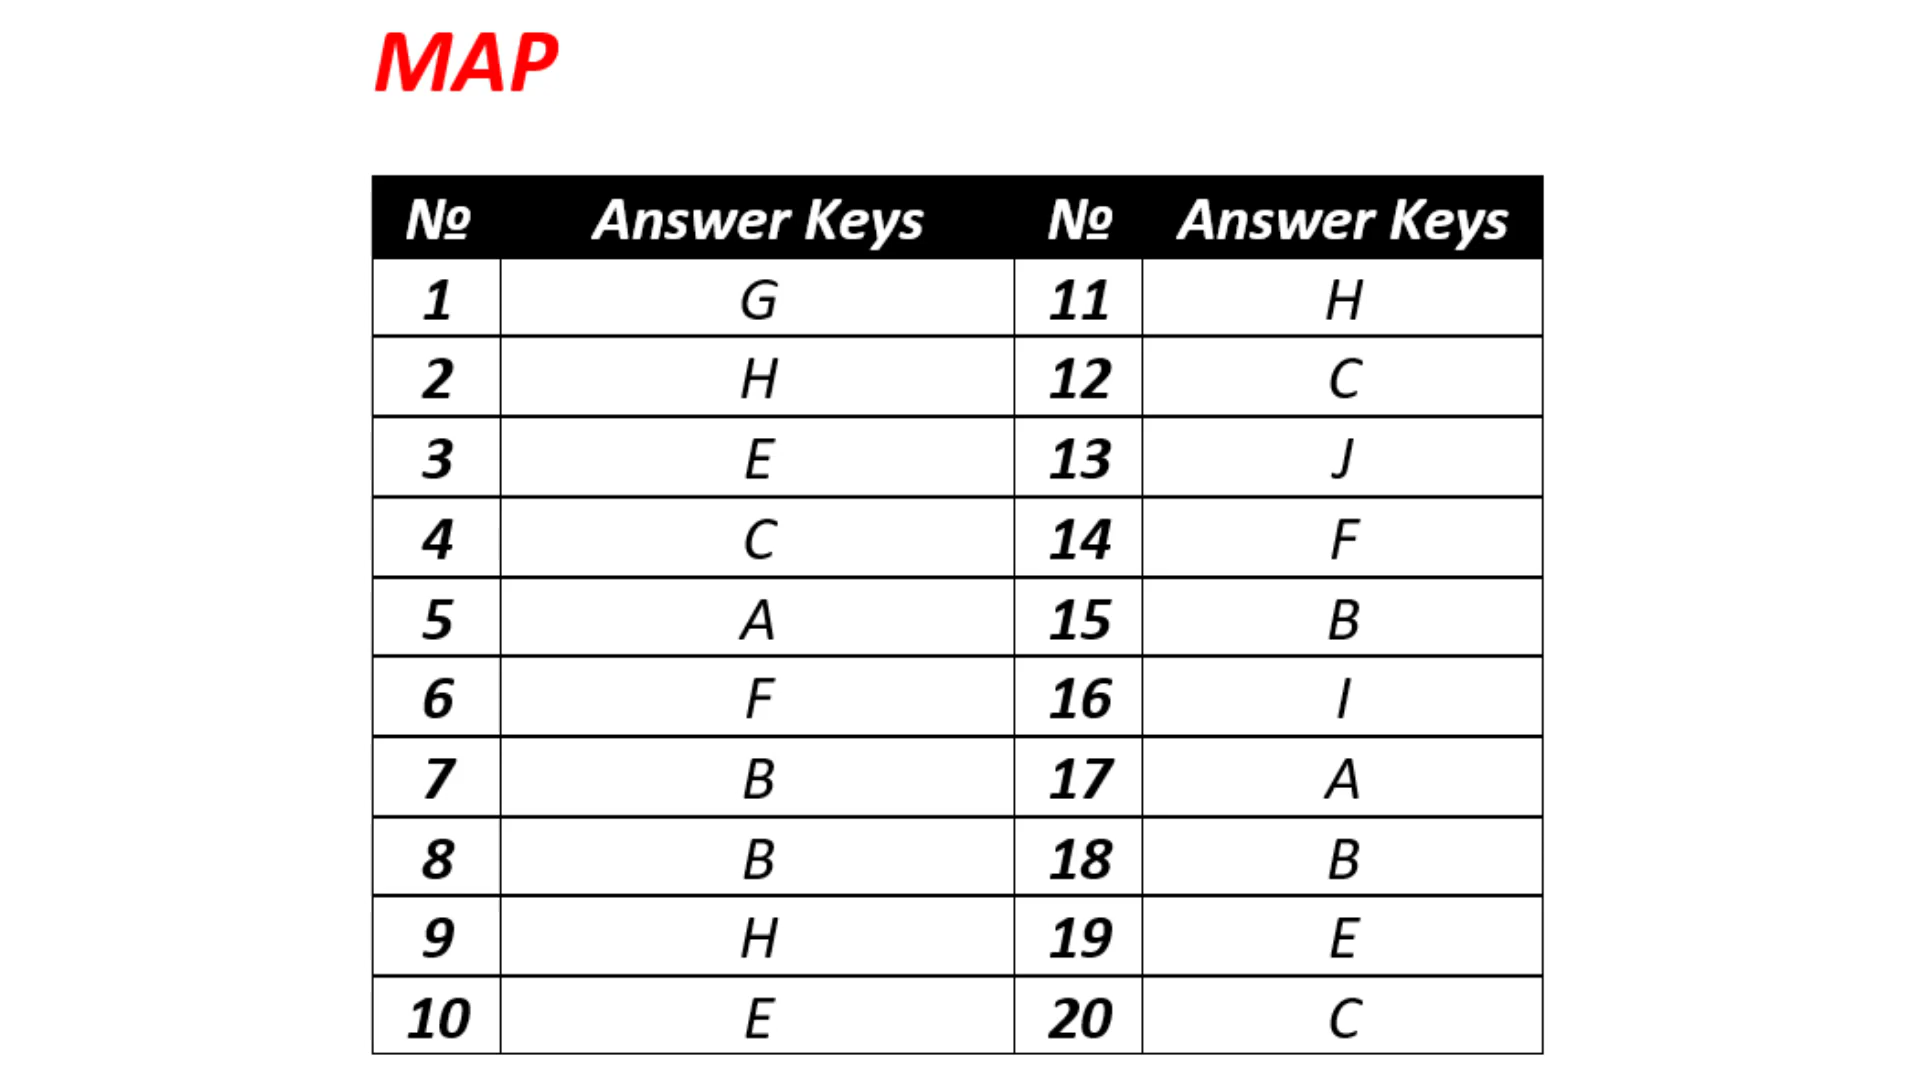 MAP
№ Answer Keys № Answer Keys
1 G 11 H
2 H 12 C
3 E 13 J
4 C 14 F
5 A 15 B
6 F 16 I
7 B 17 A
8 B 18 B
9 H 19 E
10 E 20 C